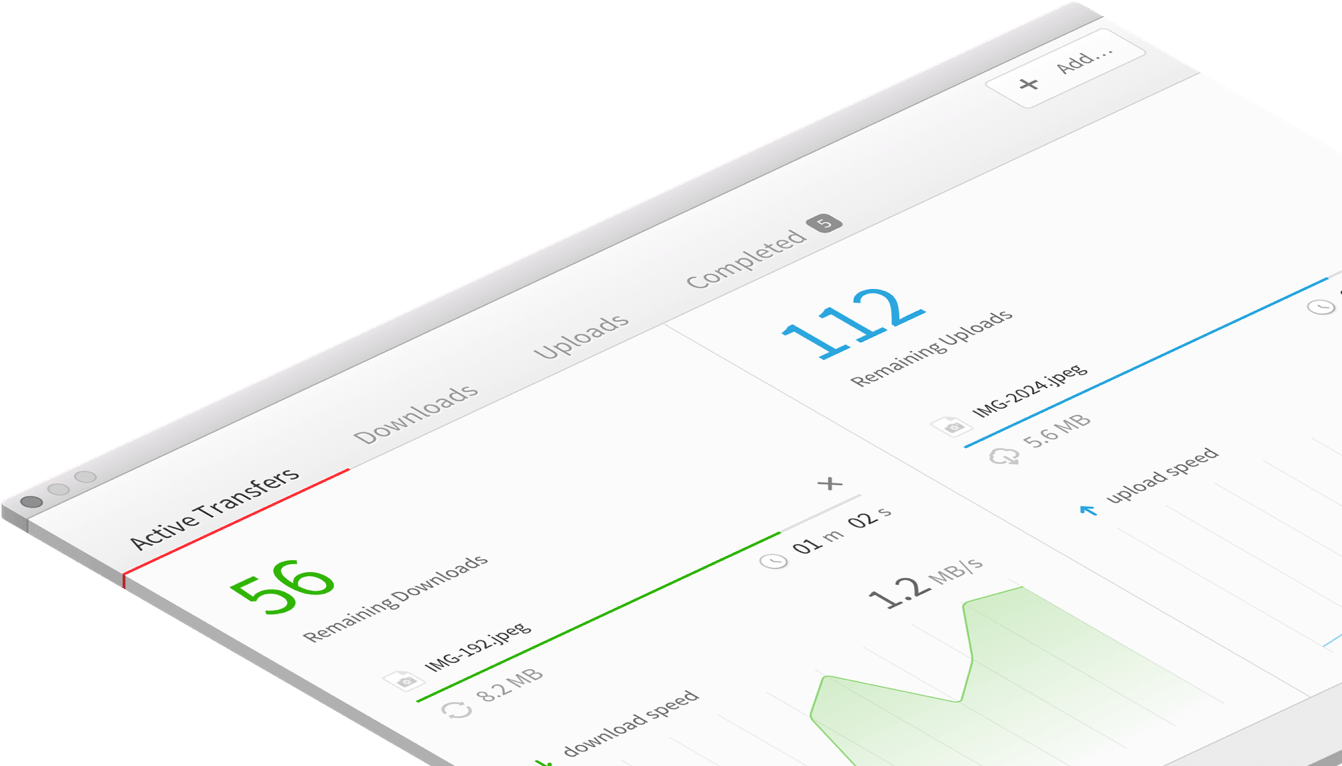 Add...
Active Transfers
Downloads
Uploads
Completed 5
56
Remaining Downloads
IMG-192.jpeg
8.2 MB
01 m 02 s
download speed
1.2 MB/s
112
Remaining Uploads
IMG-2024.jpeg
5.6 MB
upload speed